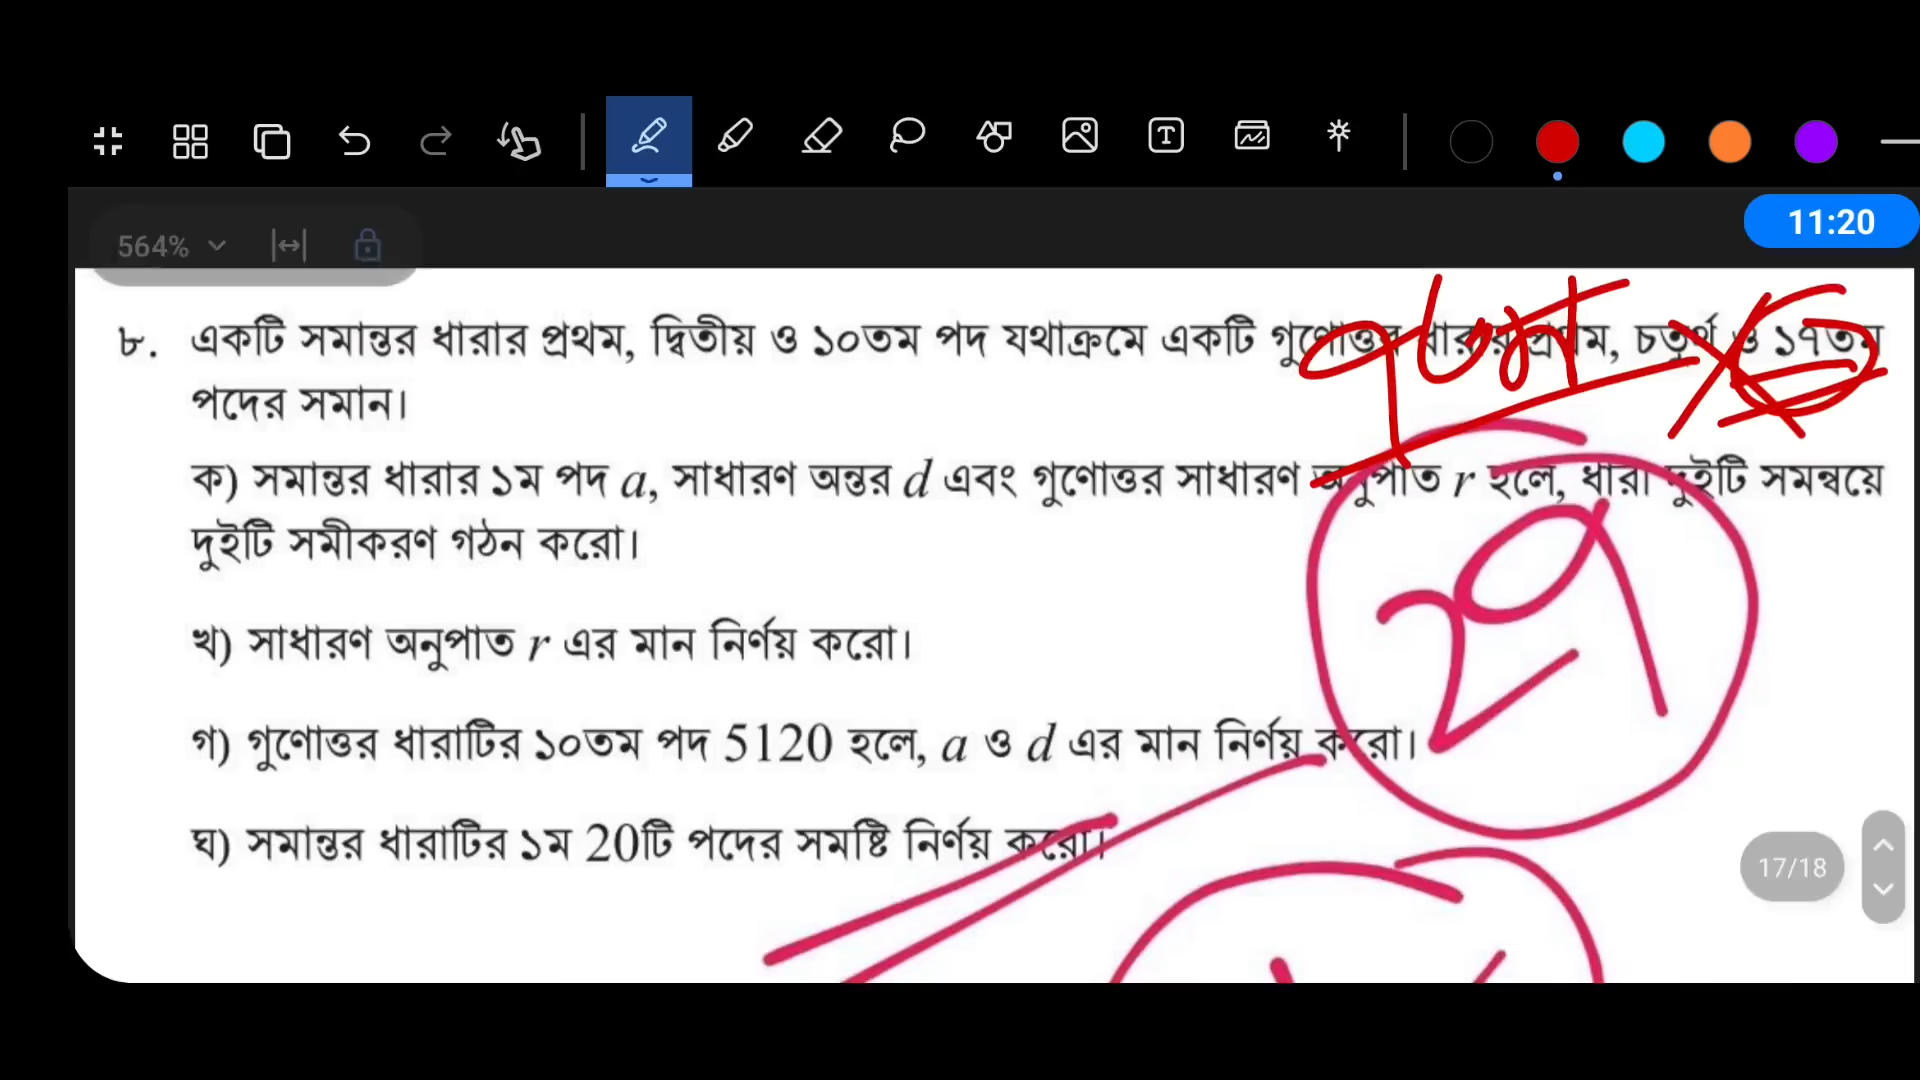 11:20
564%
৮. একটি সমান্তর ধারার প্রথম, দ্বিতীয় ও ১০তম পদ যথাক্রমে একটি গুণোত্তর ধারার প্রথম, চতুর্থ ও ১৭তম
পদের সমান।
ক) সমান্তর ধারার ১ম পদ a, সাধারণ অন্তর d এবং গুণোত্তর সাধারণ অনুপাত r হলে, ধারা দুইটি সমন্বয়ে
দুইটি সমীকরণ গঠন করো।
খ) সাধারণ অনুপাত r এর মান নির্ণয় করো।
গ) গুণোত্তর ধারাটির ১০তম পদ 5120 হলে, a ও d এর মান নির্ণয় করো।
ঘ) সমান্তর ধারাটির ১ম 20টি পদের সমষ্টি নির্ণয় করো।
17/18